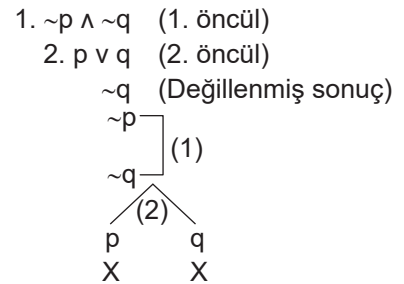 1. ~p ∧ ~q (1. öncül)
2. p v q (2. öncül)
~q (Değillenmiş sonuç)
~p
(1)
~q
(2)
p q
X X